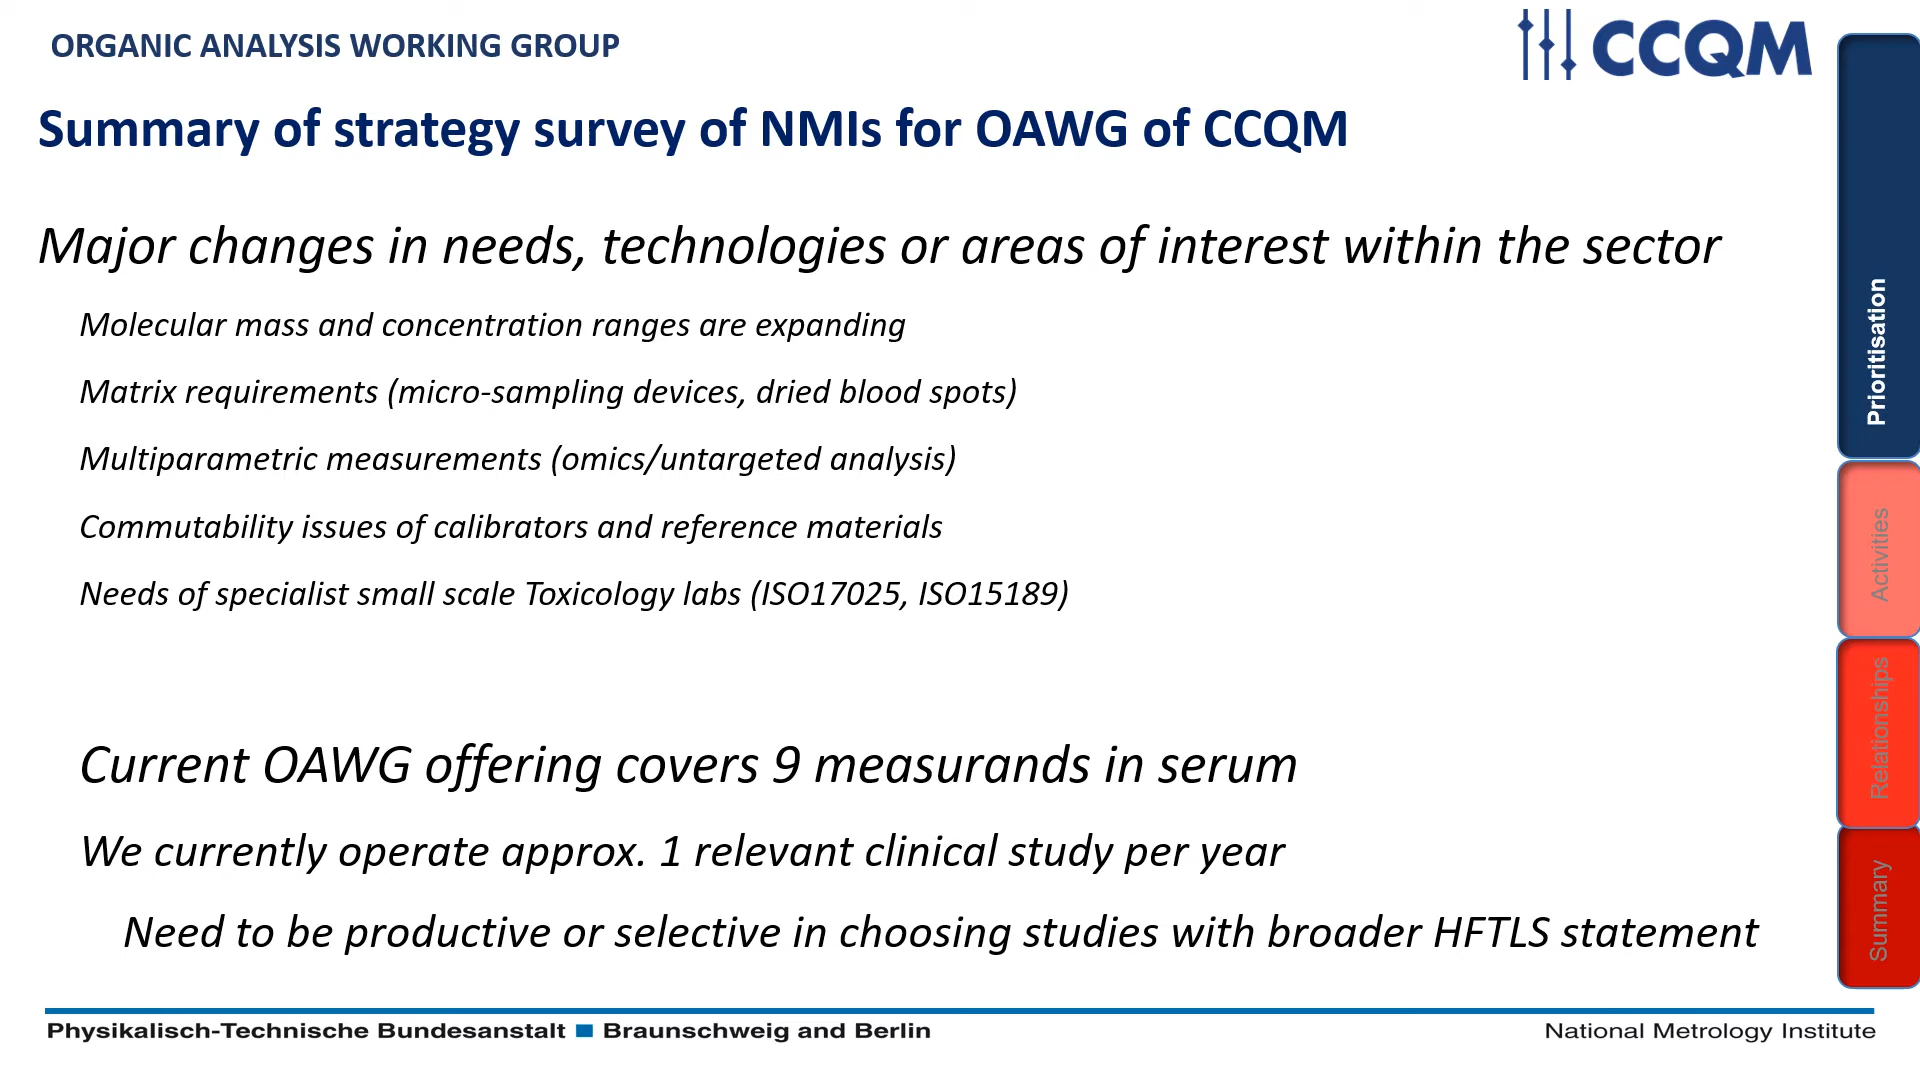 ORGANIC ANALYSIS WORKING GROUP
CCQM
Summary of strategy survey of NMIs for OAWG of CCQM
Major changes in needs, technologies or areas of interest within the sector
Molecular mass and concentration ranges are expanding
Matrix requirements (micro-sampling devices, dried blood spots)
Multiparametric measurements (omics/untargeted analysis)
Commutability issues of calibrators and reference materials
Needs of specialist small scale Toxicology labs (ISO17025, ISO15189)
Current OAWG offering covers 9 measurands in serum
We currently operate approx. 1 relevant clinical study per year
Need to be productive or selective in choosing studies with broader HFTLS statement
Prioritisation
Activities
Relationships
Summary
Physikalisch-Technische Bundesanstalt ■ Braunschweig and Berlin
National Metrology Institute